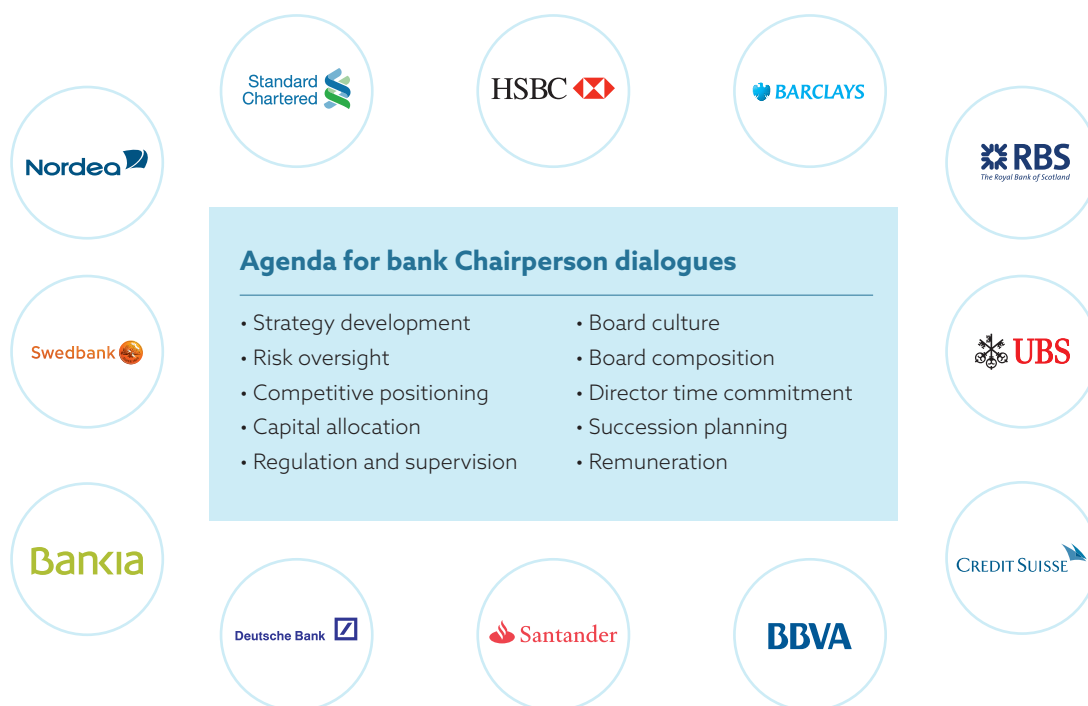 Standard
Chartered
HSBC
BARCLAYS
Nordea
RBS
The Royal Bank of Scotland
Agenda for bank Chairperson dialogues
• Strategy development
• Risk oversight
• Competitive positioning
• Capital allocation
• Regulation and supervision
• Board culture
• Board composition
• Director time commitment
• Succession planning
• Remuneration
Swedbank
UBS
Bankia
CREDIT SUISSE
Deutsche Bank
Santander
BBVA